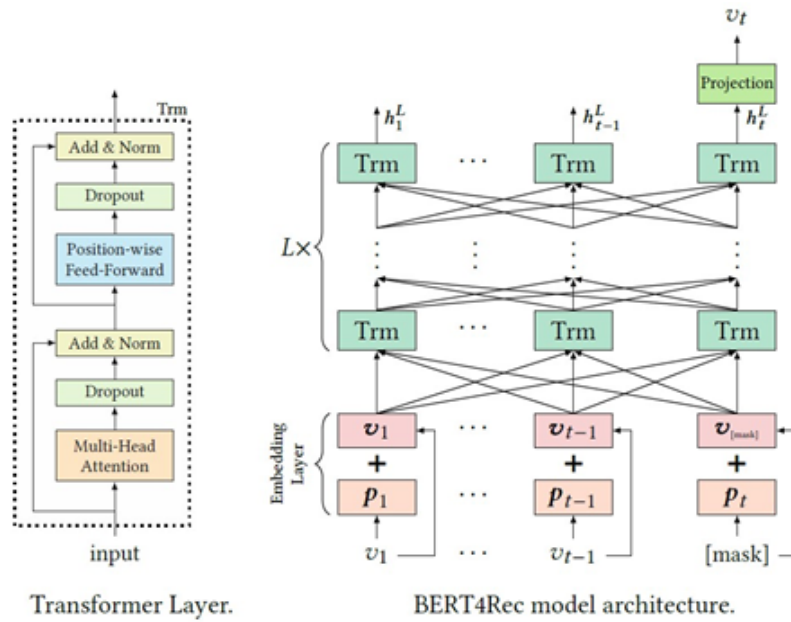 Trm
Add & Norm
Dropout
Position-wise
Feed-Forward
Add & Norm
Dropout
Multi-Head
Attention
input
Transformer Layer.
v_t
Projection
h_1^L
h_{t-1}^L
h_t^L
Trm ... Trm Trm
L×
Trm ... Trm Trm
Embedding
Layer
v_1 ... v_{t-1} v_{[mask]}
+ + +
p_1 ... p_{t-1} p_t
v_1 ... v_{t-1} [mask]
BERT4Rec model architecture.